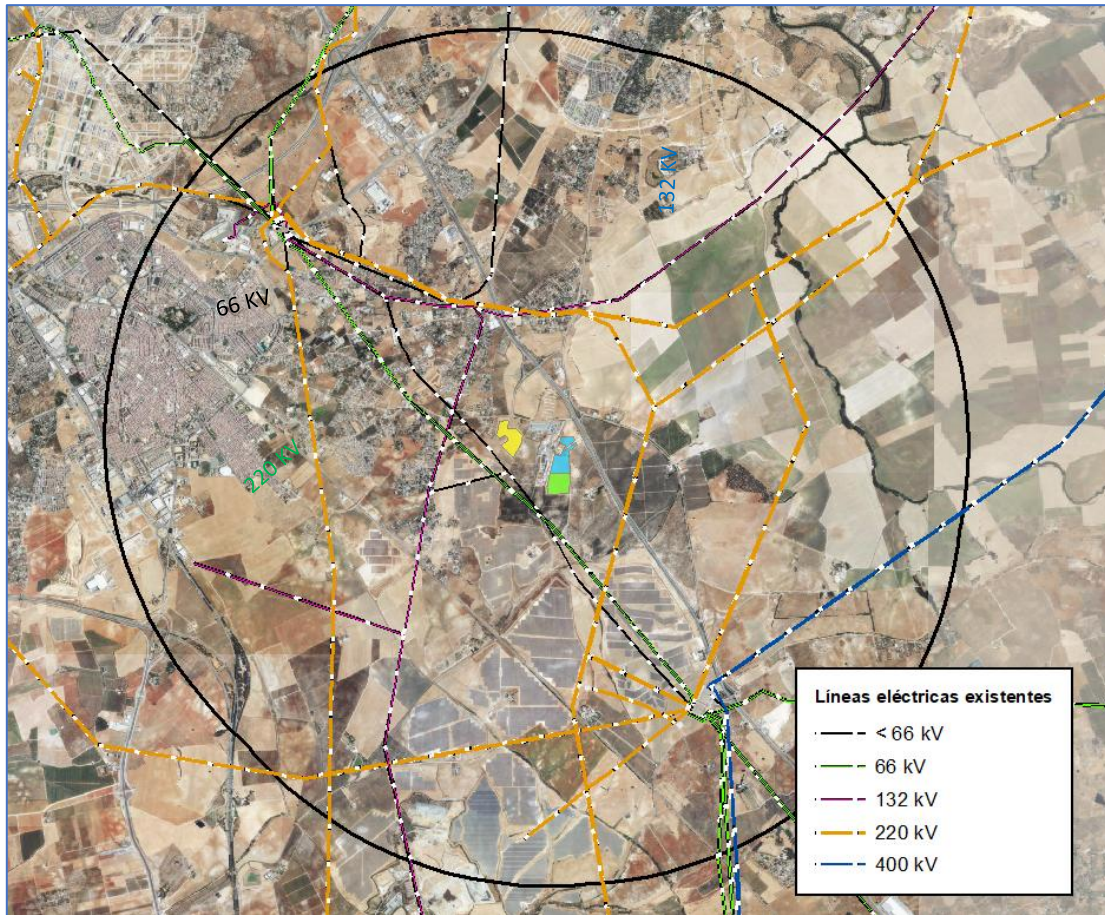 132 KV
66 KV
220 KV
Líneas eléctricas existentes
< 66 kV
66 kV
132 kV
220 kV
400 kV